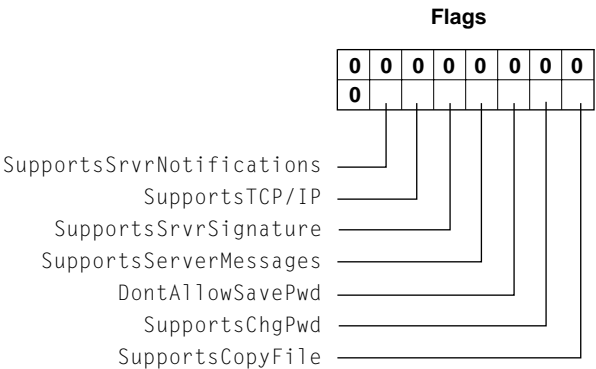 Flags
0 0 0 0 0 0 0 0
0
SupportsSrvrNotifications
SupportsTCP/IP
SupportsSrvrSignature
SupportsServerMessages
DontAllowSavePwd
SupportsChgPwd
SupportsCopyFile